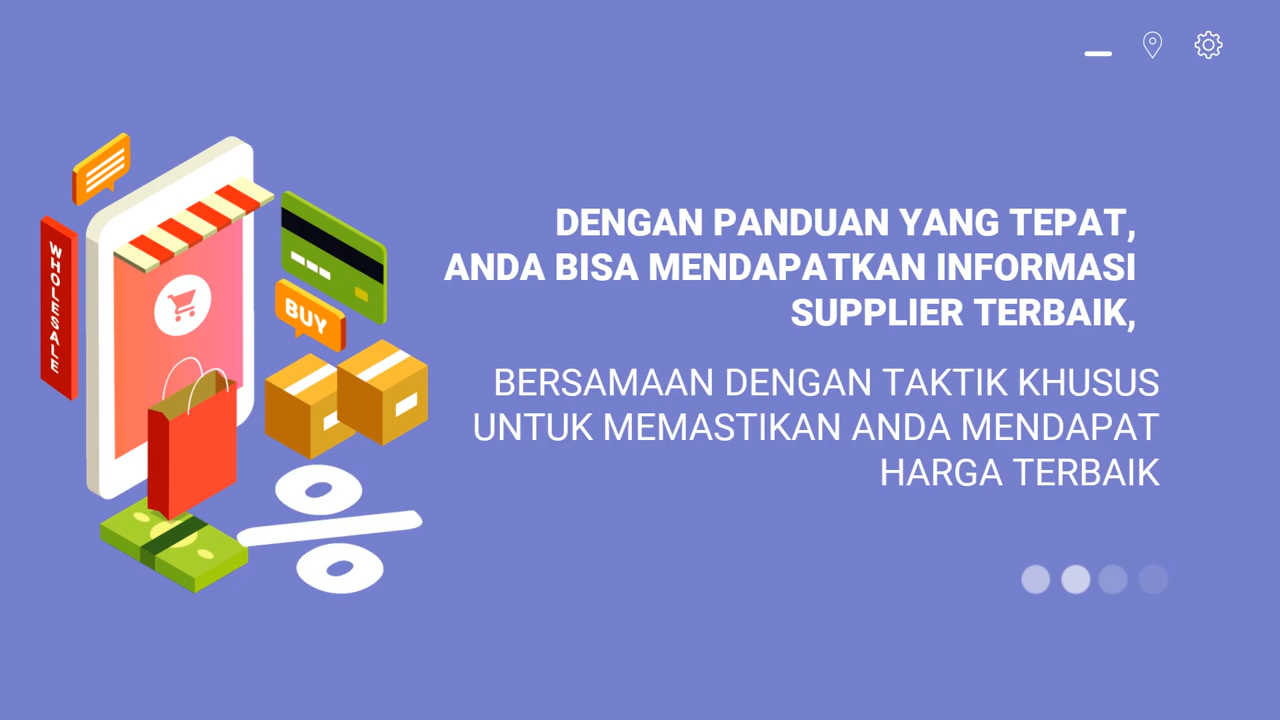 WHOLESALE
BUY
DENGAN PANDUAN YANG TEPAT,
ANDA BISA MENDAPATKAN INFORMASI
SUPPLIER TERBAIK,
BERSAMAAN DENGAN TAKTIK KHUSUS
UNTUK MEMASTIKAN ANDA MENDAPAT
HARGA TERBAIK